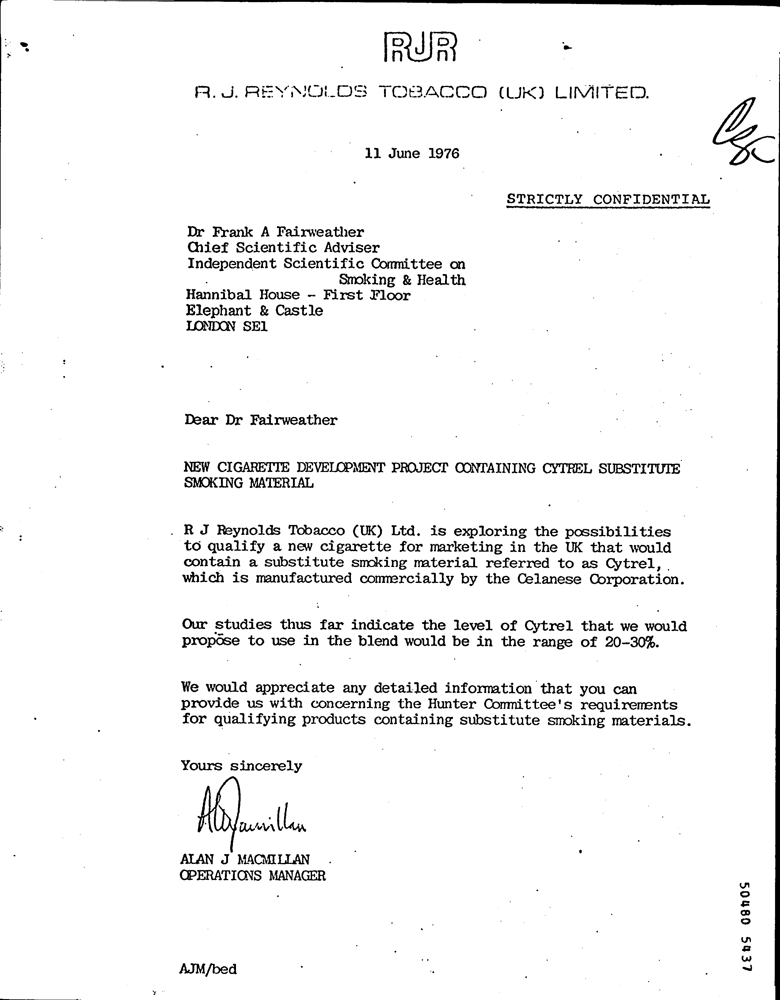 RJR
R. J. REYNOLDS TOBACCO (UK) LIMITED.
11 June 1976
STRICTLY CONFIDENTIAL
Dr Frank A Fairweather
Chief Scientific Adviser
Independent Scientific Committee on
Smoking & Health
Hannibal House - First Floor
Elephant & Castle
LONDON SE1
Dear Dr Fairweather
NEW CIGARETTE DEVELOPMENT PROJECT CONTAINING CYTREL SUBSTITUTE
SMOKING MATERIAL
R J Reynolds Tobacco (UK) Ltd. is exploring the possibilities
to qualify a new cigarette for marketing in the UK that would
contain a substitute smoking material referred to as Cytrel,
which is manufactured commercially by the Celanese Corporation.
Our studies thus far indicate the level of Cytrel that we would
propose to use in the blend would be in the range of 20-30%.
We would appreciate any detailed information that you can
provide us with concerning the Hunter Committee's requirements
for qualifying products containing substitute smoking materials.
Yours sincerely
ALAN J MACMILLAN
OPERATIONS MANAGER
AJM/bed
50480 5437